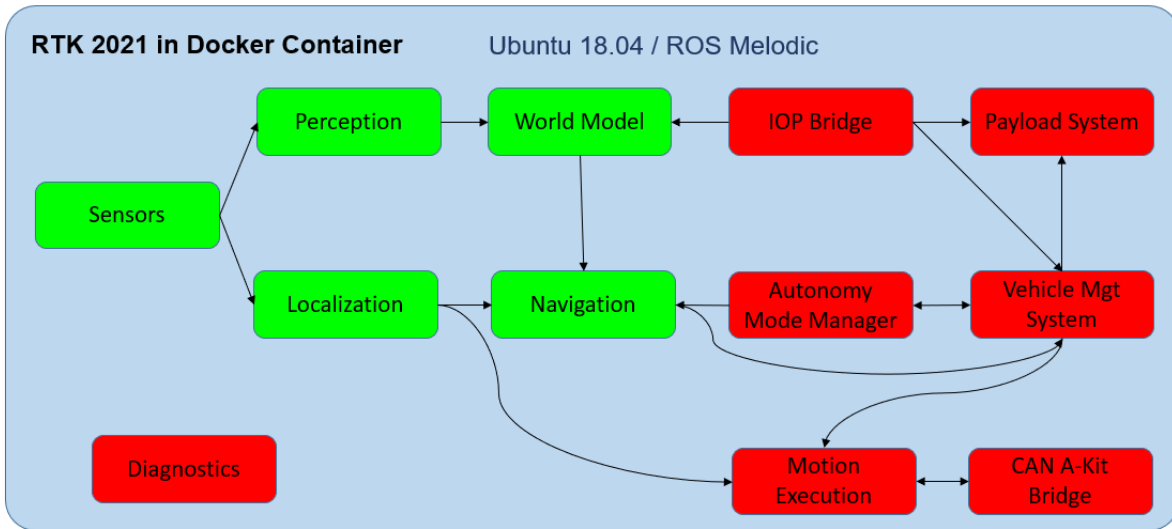 RTK 2021 in Docker Container
Ubuntu 18.04 / ROS Melodic
Perception
World Model
IOP Bridge
Payload System
Sensors
Localization
Navigation
Autonomy
Mode Manager
Vehicle Mgt
System
Diagnostics
Motion
Execution
CAN A-Kit
Bridge